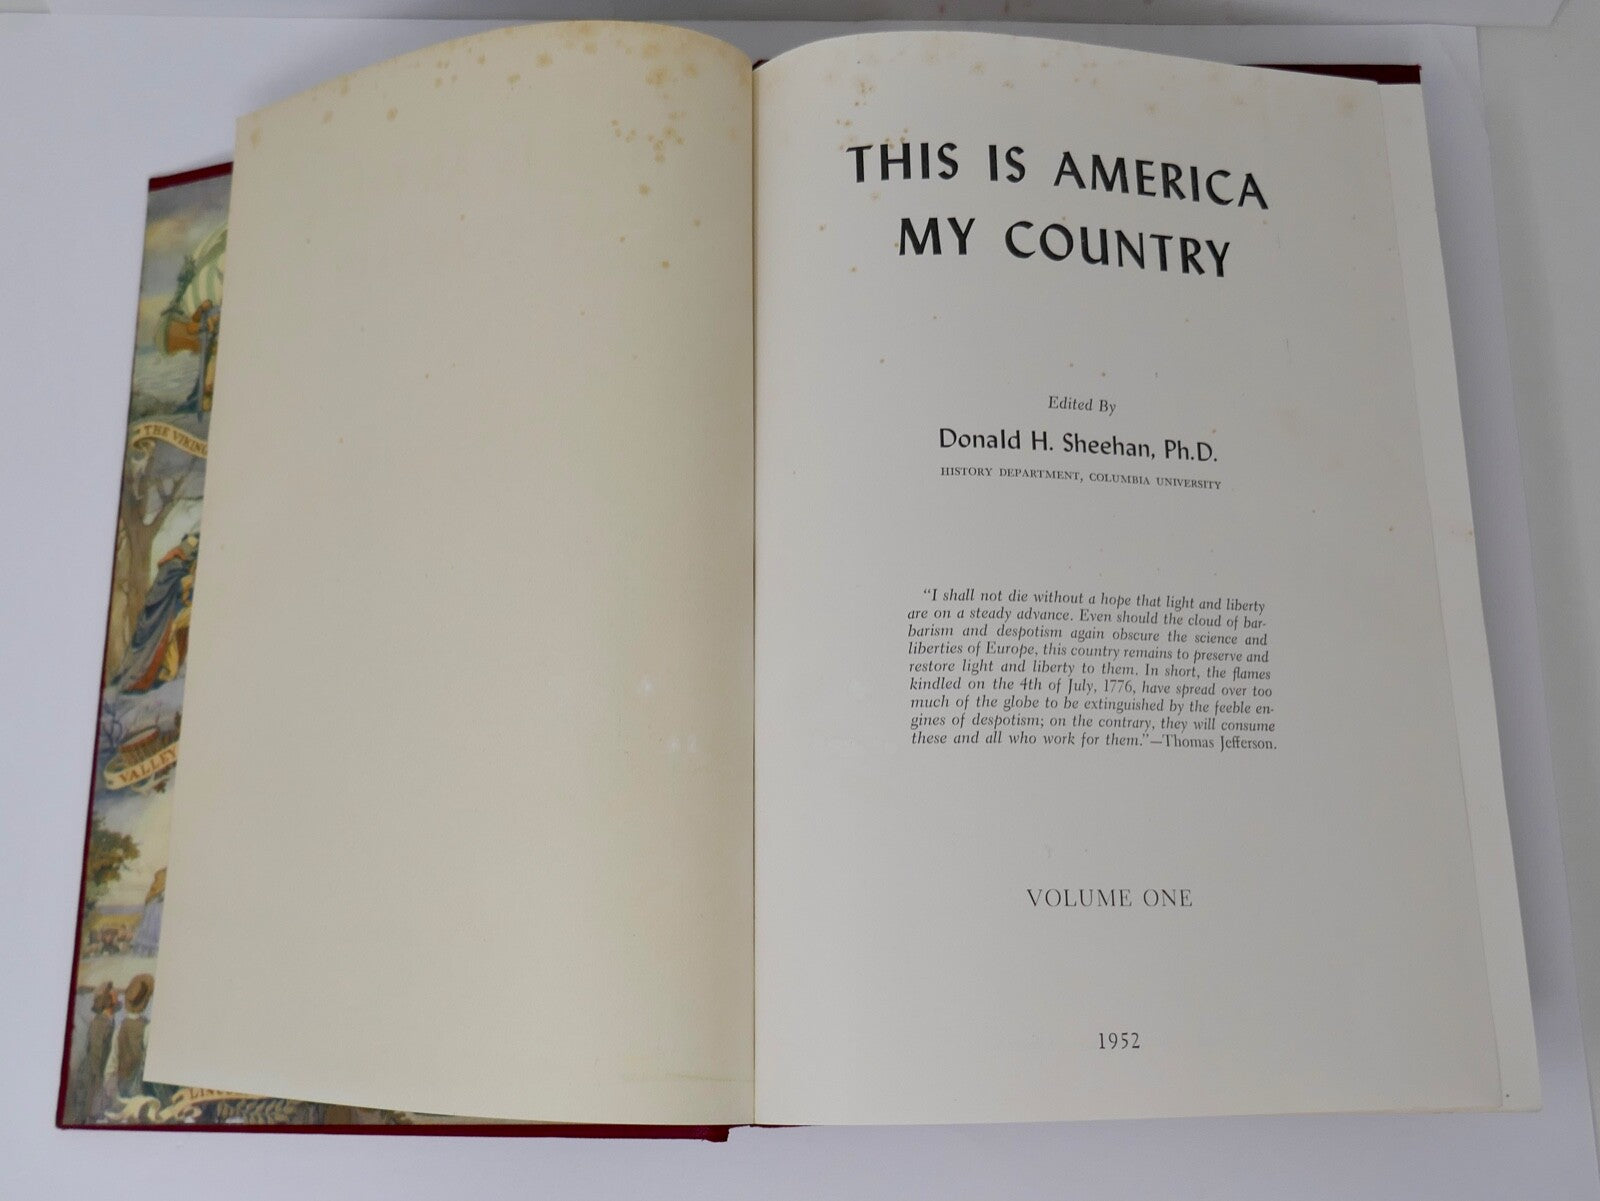 THIS IS AMERICA
MY COUNTRY
Edited By
Donald H. Sheehan, Ph.D.
HISTORY DEPARTMENT, COLUMBIA UNIVERSITY
"I shall not die without a hope that light and liberty
are on a steady advance. Even should the cloud of bar-
barism and despotism again obscure the science and
liberties of Europe, this country remains to preserve and
restore light and liberty to them. In short, the flames
kindled on the 4th of July, 1776, have spread over too
much of the globe to be extinguished by the feeble en-
gines of despotism; on the contrary, they will consume
these and all who work for them."—Thomas Jefferson.
VOLUME ONE
1952
THE VIKING
VALLEY